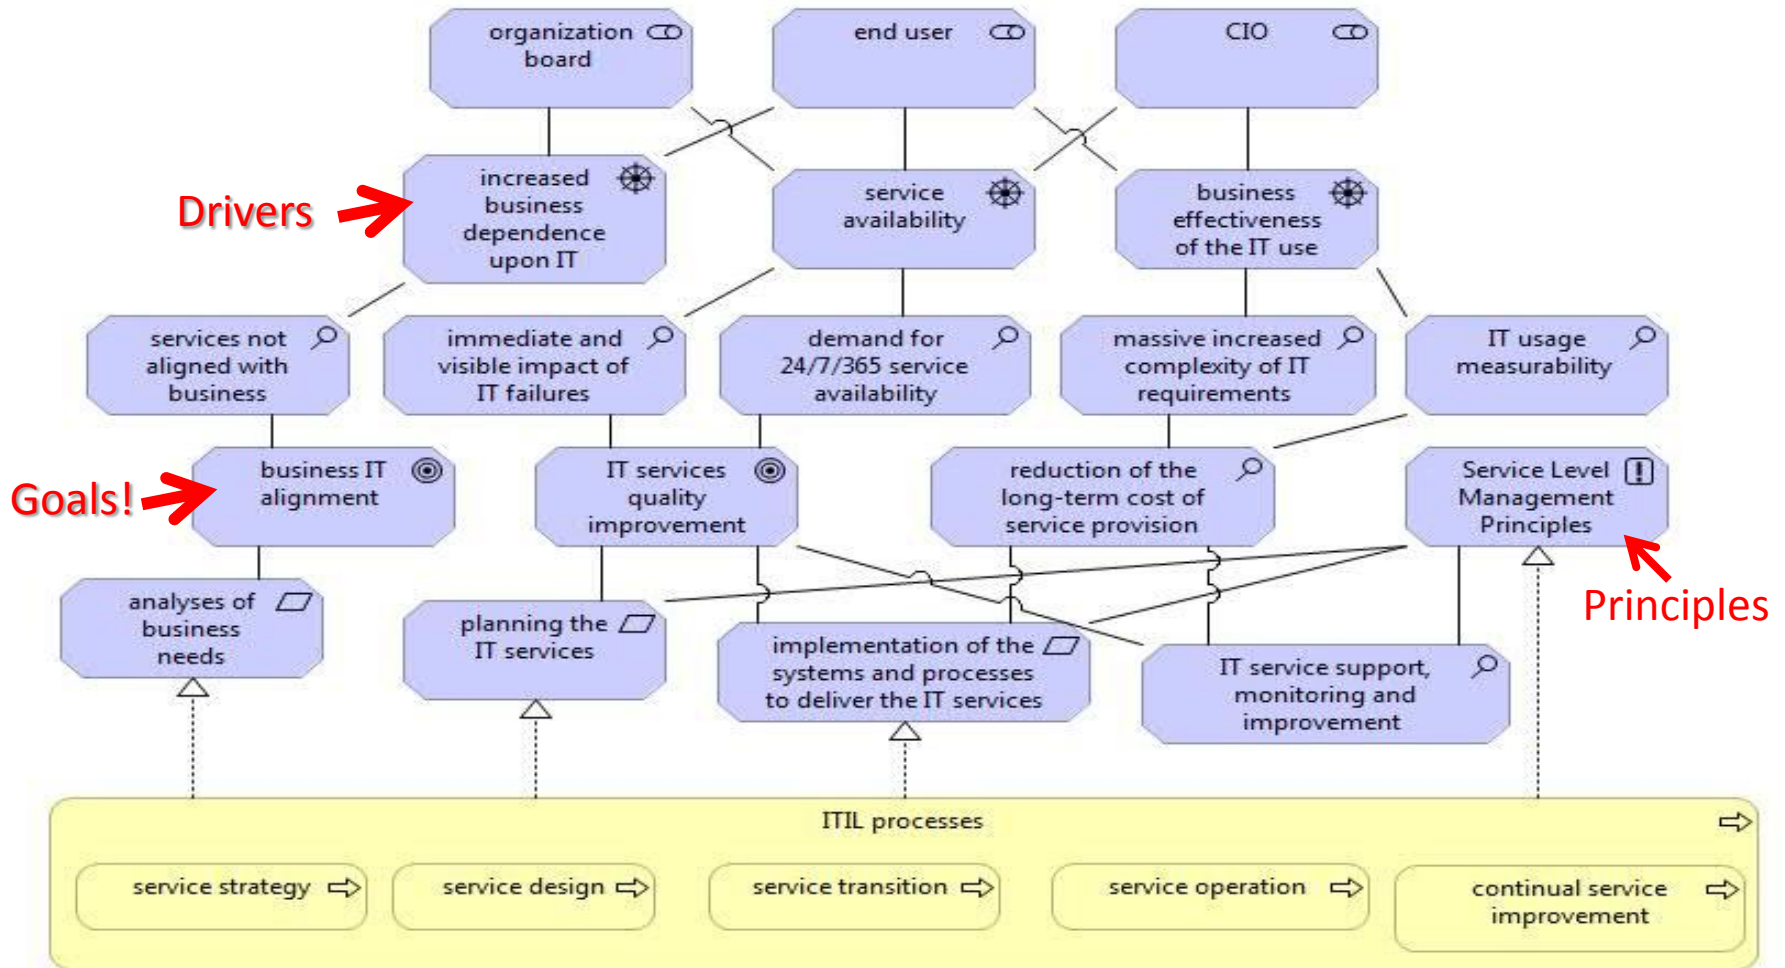 organization
board
end user
CIO
Drivers
increased
business
dependence
upon IT
service
availability
business
effectiveness
of the IT use
services not
aligned with
business
immediate and
visible impact of
IT failures
demand for
24/7/365 service
availability
massive increased
complexity of IT
requirements
IT usage
measurability
Goals!
business IT
alignment
IT services
quality
improvement
reduction of the
long-term cost of
service provision
Service Level
Management
Principles
Principles
analyses of
business
needs
planning the
IT services
implementation of the
systems and processes
to deliver the IT services
IT service support,
monitoring and
improvement
ITIL processes
service strategy
service design
service transition
service operation
continual service
improvement